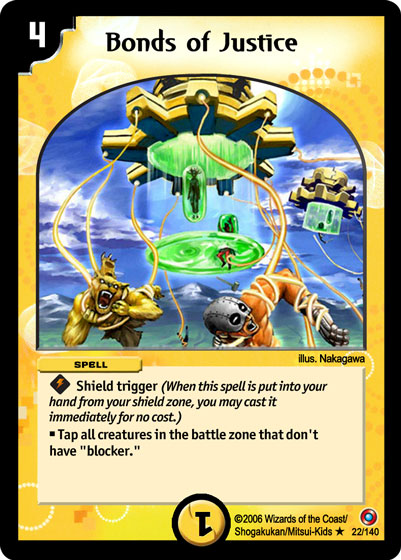 4
Bonds of Justice
illus. Nakagawa
SPELL
Shield trigger (When this spell is put into your
hand from your shield zone, you may cast it
immediately for no cost.)
▪ Tap all creatures in the battle zone that don't
have "blocker."
1
©2006 Wizards of the Coast/
Shogakukan/Mitsui-Kids ★ 22/140